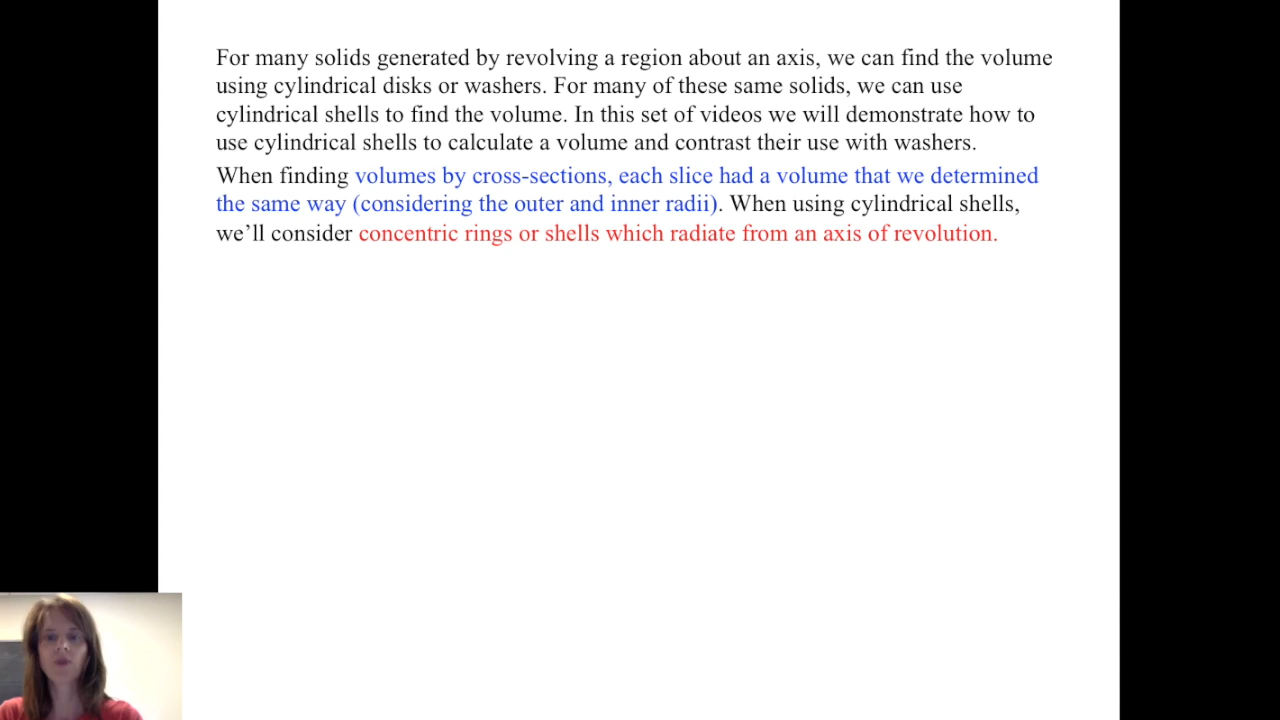 For many solids generated by revolving a region about an axis, we can find the volume
using cylindrical disks or washers. For many of these same solids, we can use
cylindrical shells to find the volume. In this set of videos we will demonstrate how to
use cylindrical shells to calculate a volume and contrast their use with washers.
When finding volumes by cross-sections, each slice had a volume that we determined
the same way (considering the outer and inner radii). When using cylindrical shells,
we’ll consider concentric rings or shells which radiate from an axis of revolution.